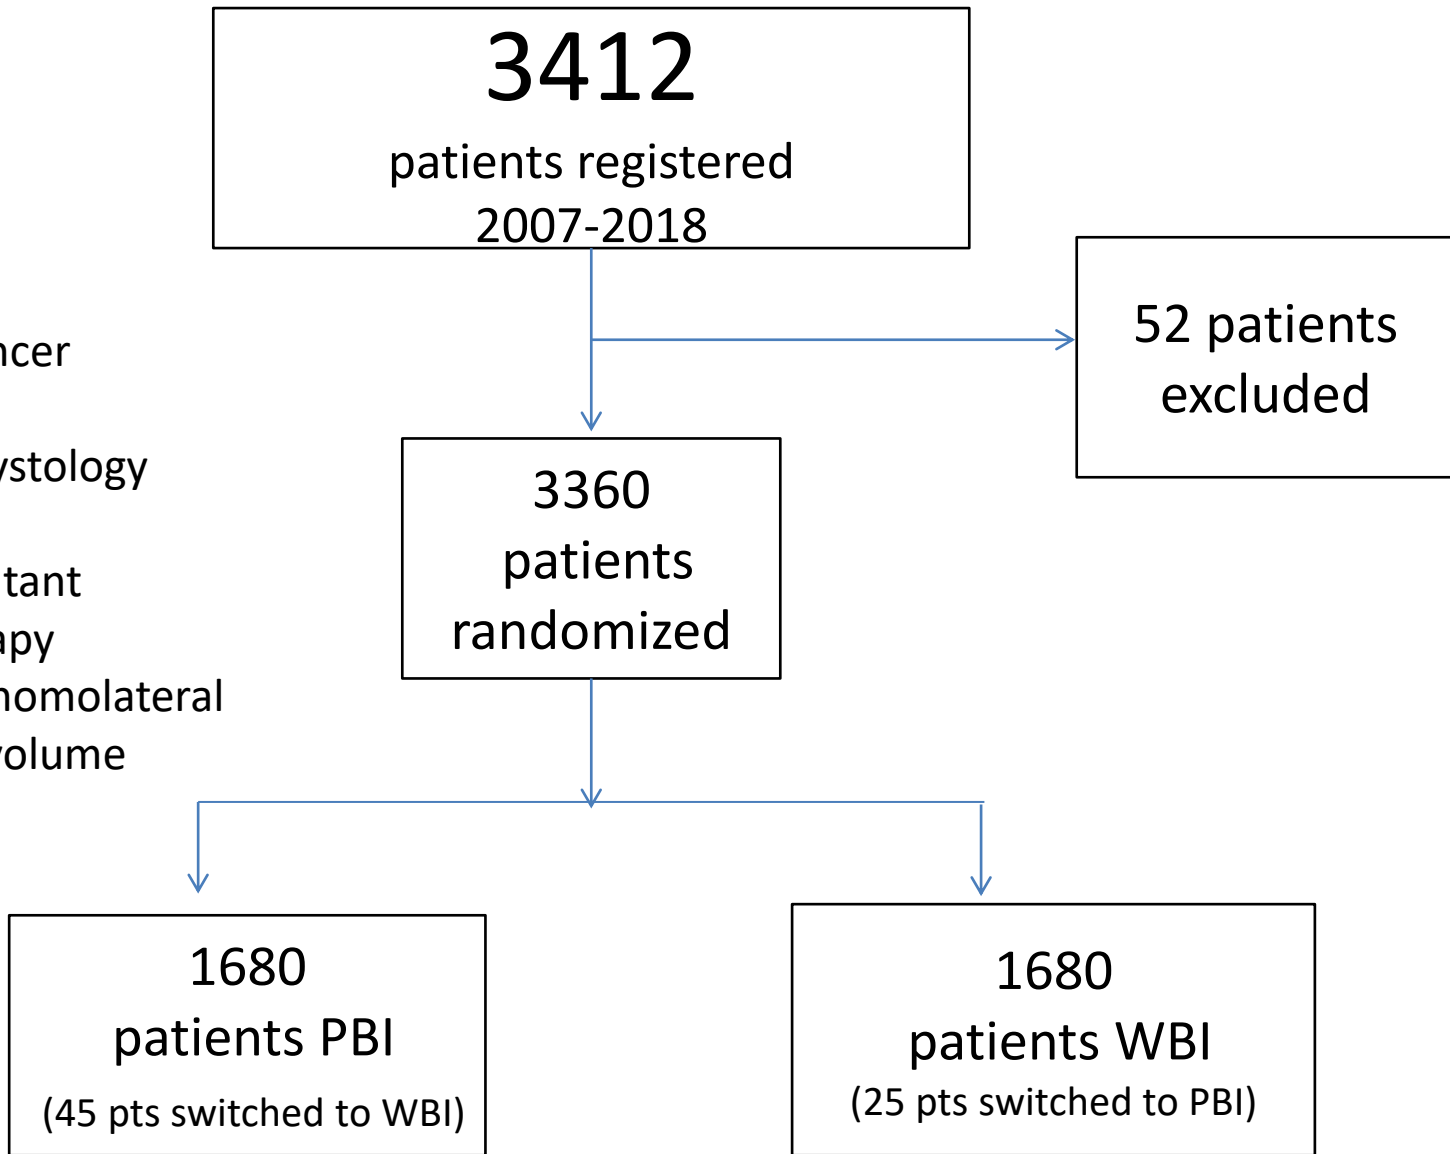 3412
patients registered
2007-2018
52 patients
excluded
ncer
ystology
tant
apy
homolateral
volume
3360
patients
randomized
1680
patients PBI
(45 pts switched to WBI)
1680
patients WBI
(25 pts switched to PBI)